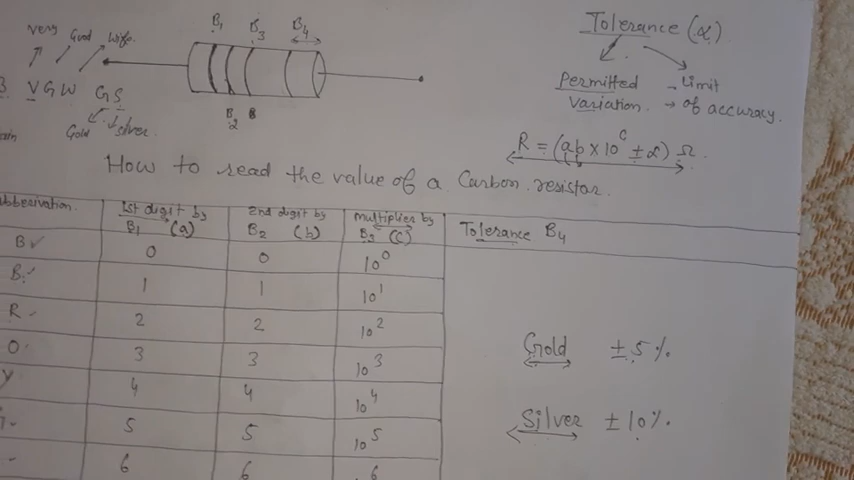 B1
B3
B4
Tolerance (α)
Very Good Wife.
B V G W G S
B2 B
Permitted - Limit
Variation. → of accuracy.
Gold Silver.
R = (ab × 10^c ± α) Ω.
How to read the value of a Carbon resistor.
Abberivation. 1st digit by 2nd digit by Multiplier by
B1 (a) B2 (b) B3 (c) Tolerance B4
B 0 0 10^0
B 1 1 10^1
R 2 2 10^2
O 3 3 10^3 Gold ± 5%
Y 4 4 10^4
G 5 5 10^5 Silver ± 10%.
6 6 6